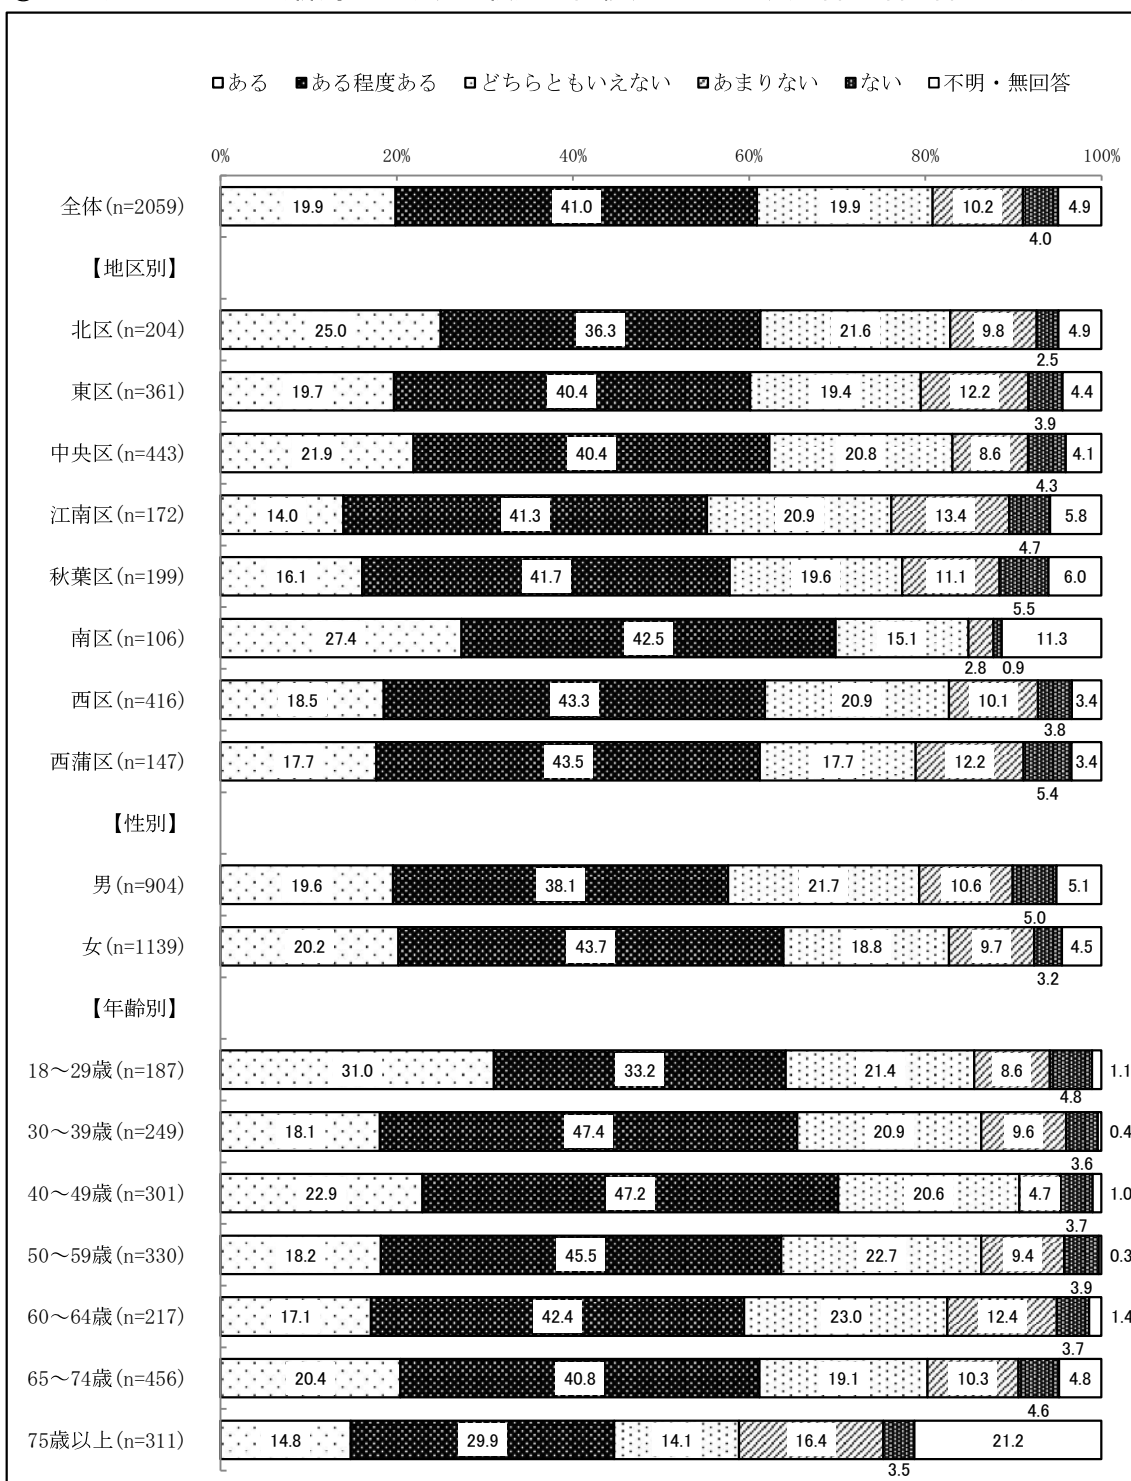 □ある ■ある程度ある □どちらともいえない ▨あまりない ■ない □不明・無回答
0% 20% 40% 60% 80% 100%
全体(n=2059) 19.9 41.0 19.9 10.2 4.9
4.0
【地区別】
北区(n=204) 25.0 36.3 21.6 9.8 4.9
2.5
東区(n=361) 19.7 40.4 19.4 12.2 4.4
3.9
中央区(n=443) 21.9 40.4 20.8 8.6 4.1
4.3
江南区(n=172) 14.0 41.3 20.9 13.4 5.8
4.7
秋葉区(n=199) 16.1 41.7 19.6 11.1 6.0
5.5
南区(n=106) 27.4 42.5 15.1 11.3
2.8 0.9
西区(n=416) 18.5 43.3 20.9 10.1 3.4
3.8
西蒲区(n=147) 17.7 43.5 17.7 12.2 3.4
5.4
【性別】
男(n=904) 19.6 38.1 21.7 10.6 5.1
5.0
女(n=1139) 20.2 43.7 18.8 9.7 4.5
3.2
【年齢別】
18～29歳(n=187) 31.0 33.2 21.4 8.6 1.1
4.8
30～39歳(n=249) 18.1 47.4 20.9 9.6 0.4
3.6
40～49歳(n=301) 22.9 47.2 20.6 4.7 1.0
3.7
50～59歳(n=330) 18.2 45.5 22.7 9.4 0.3
3.9
60～64歳(n=217) 17.1 42.4 23.0 12.4 1.4
3.7
65～74歳(n=456) 20.4 40.8 19.1 10.3 4.8
4.6
75歳以上(n=311) 14.8 29.9 14.1 16.4 21.2
3.5